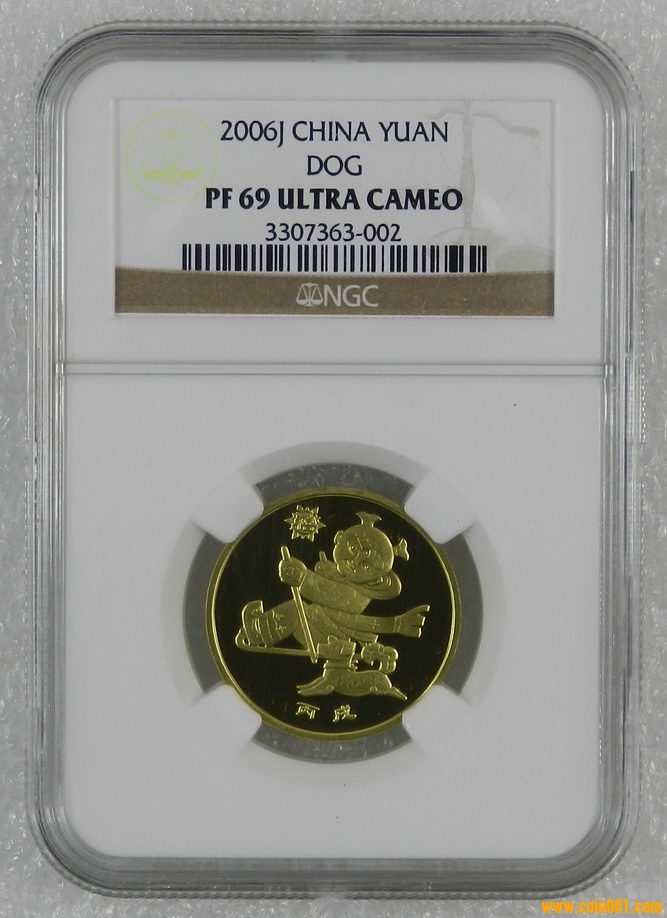 2006J CHINA YUAN
DOG
PF 69 ULTRA CAMEO
3307363-002
NGC
丙戌
www.coin001.com